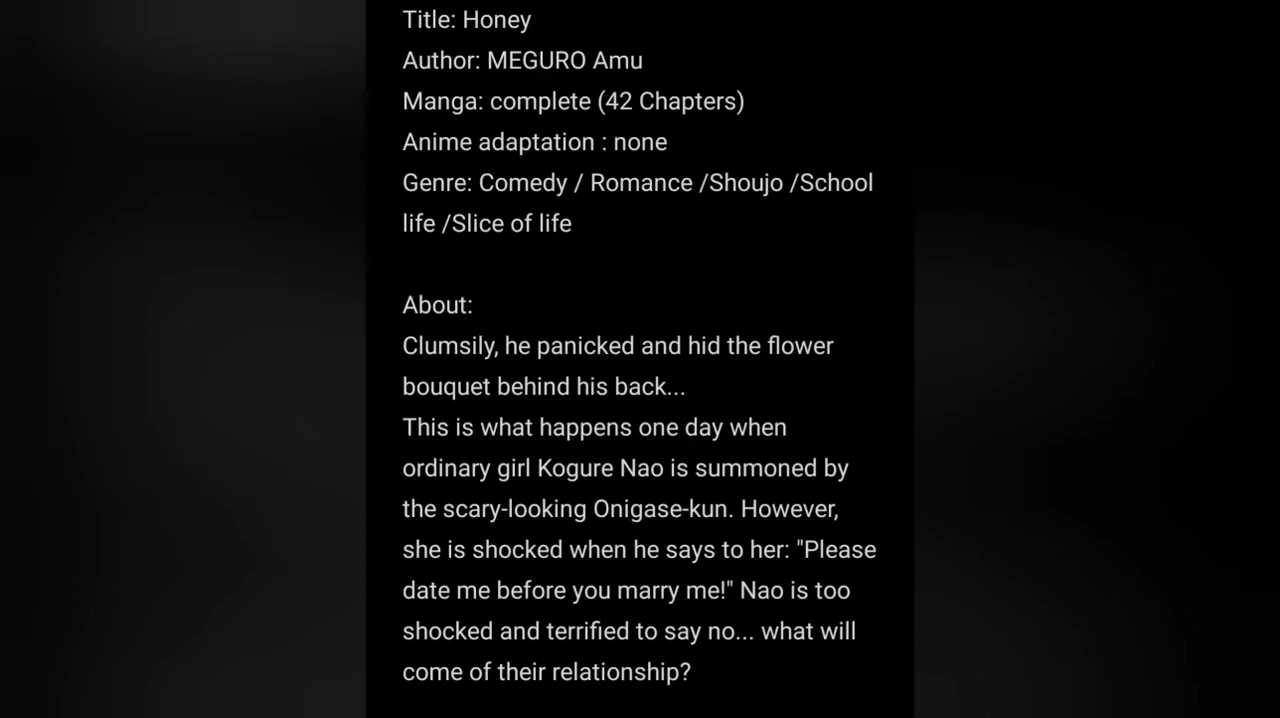 Title: Honey
Author: MEGURO Amu
Manga: complete (42 Chapters)
Anime adaptation : none
Genre: Comedy / Romance /Shoujo /School
life /Slice of life
About:
Clumsily, he panicked and hid the flower
bouquet behind his back...
This is what happens one day when
ordinary girl Kogure Nao is summoned by
the scary-looking Onigase-kun. However,
she is shocked when he says to her: "Please
date me before you marry me!" Nao is too
shocked and terrified to say no... what will
come of their relationship?